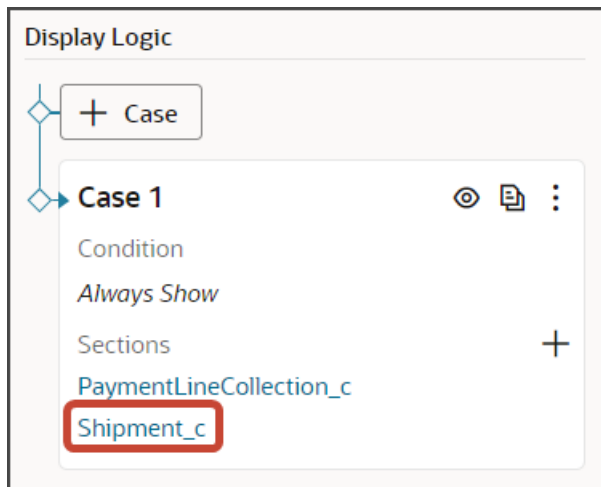 Display Logic
+ Case
Case 1
Condition
Always Show
Sections
PaymentLineCollection_c
Shipment_c